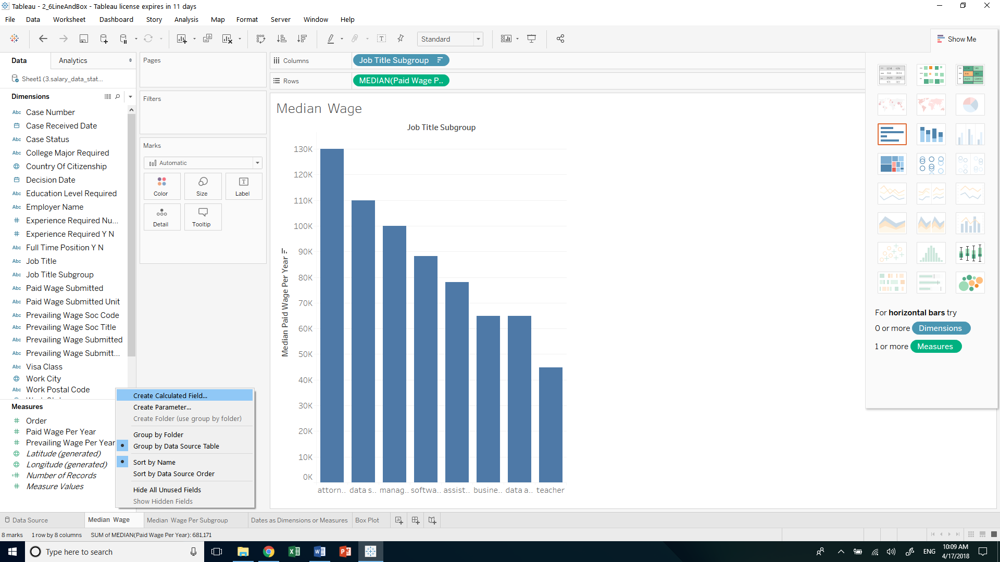 Tableau - 2_6LineAndBox - Tableau license expires in 11 days
File Data Worksheet Dashboard Story Analysis Map Format Server Window Help
Standard
Show Me
Data Analytics
Sheet1 (3.salary_data_stat...
Dimensions
Abc Case Number
Case Received Date
Abc Case Status
Abc College Major Required
Country Of Citizenship
Decision Date
Abc Education Level Required
Abc Employer Name
Experience Required Nu...
Experience Required Y N
Abc Full Time Position Y N
Abc Job Title
Abc Job Title Subgroup
Abc Paid Wage Submitted
Abc Paid Wage Submitted Unit
Abc Prevailing Wage Soc Code
Abc Prevailing Wage Soc Title
Abc Prevailing Wage Submitted
Abc Prevailing Wage Submitt...
Abc Visa Class
Work City
Abc Work Postal Code
Measures
Order
Paid Wage Per Year
Prevailing Wage Per Year
Latitude (generated)
Longitude (generated)
Number of Records
Measure Values
Create Calculated Field...
Create Parameter...
Create Folder (use group by folder)
Group by Folder
Group by Data Source Table
Sort by Name
Sort by Data Source Order
Hide All Unused Fields
Show Hidden Fields
Pages
Filters
Marks
Automatic
Color Size Label
Detail Tooltip
Columns Job Title Subgroup
Rows MEDIAN(Paid Wage P..
Median Wage
Job Title Subgroup
Median Paid Wage Per Year
130K
120K
110K
100K
90K
80K
70K
60K
50K
40K
30K
20K
10K
0K
attorn.. data s.. manag.. softwa.. assist.. busine.. data a.. teacher
For horizontal bars try
0 or more Dimensions
1 or more Measures
Data Source Median Wage Median Wage Per Subgroup Dates as Dimensions or Measures Box Plot
8 marks 1 row by 8 columns SUM of MEDIAN(Paid Wage Per Year): 681,171
Type here to search
ENG
10:09 AM
4/17/2018